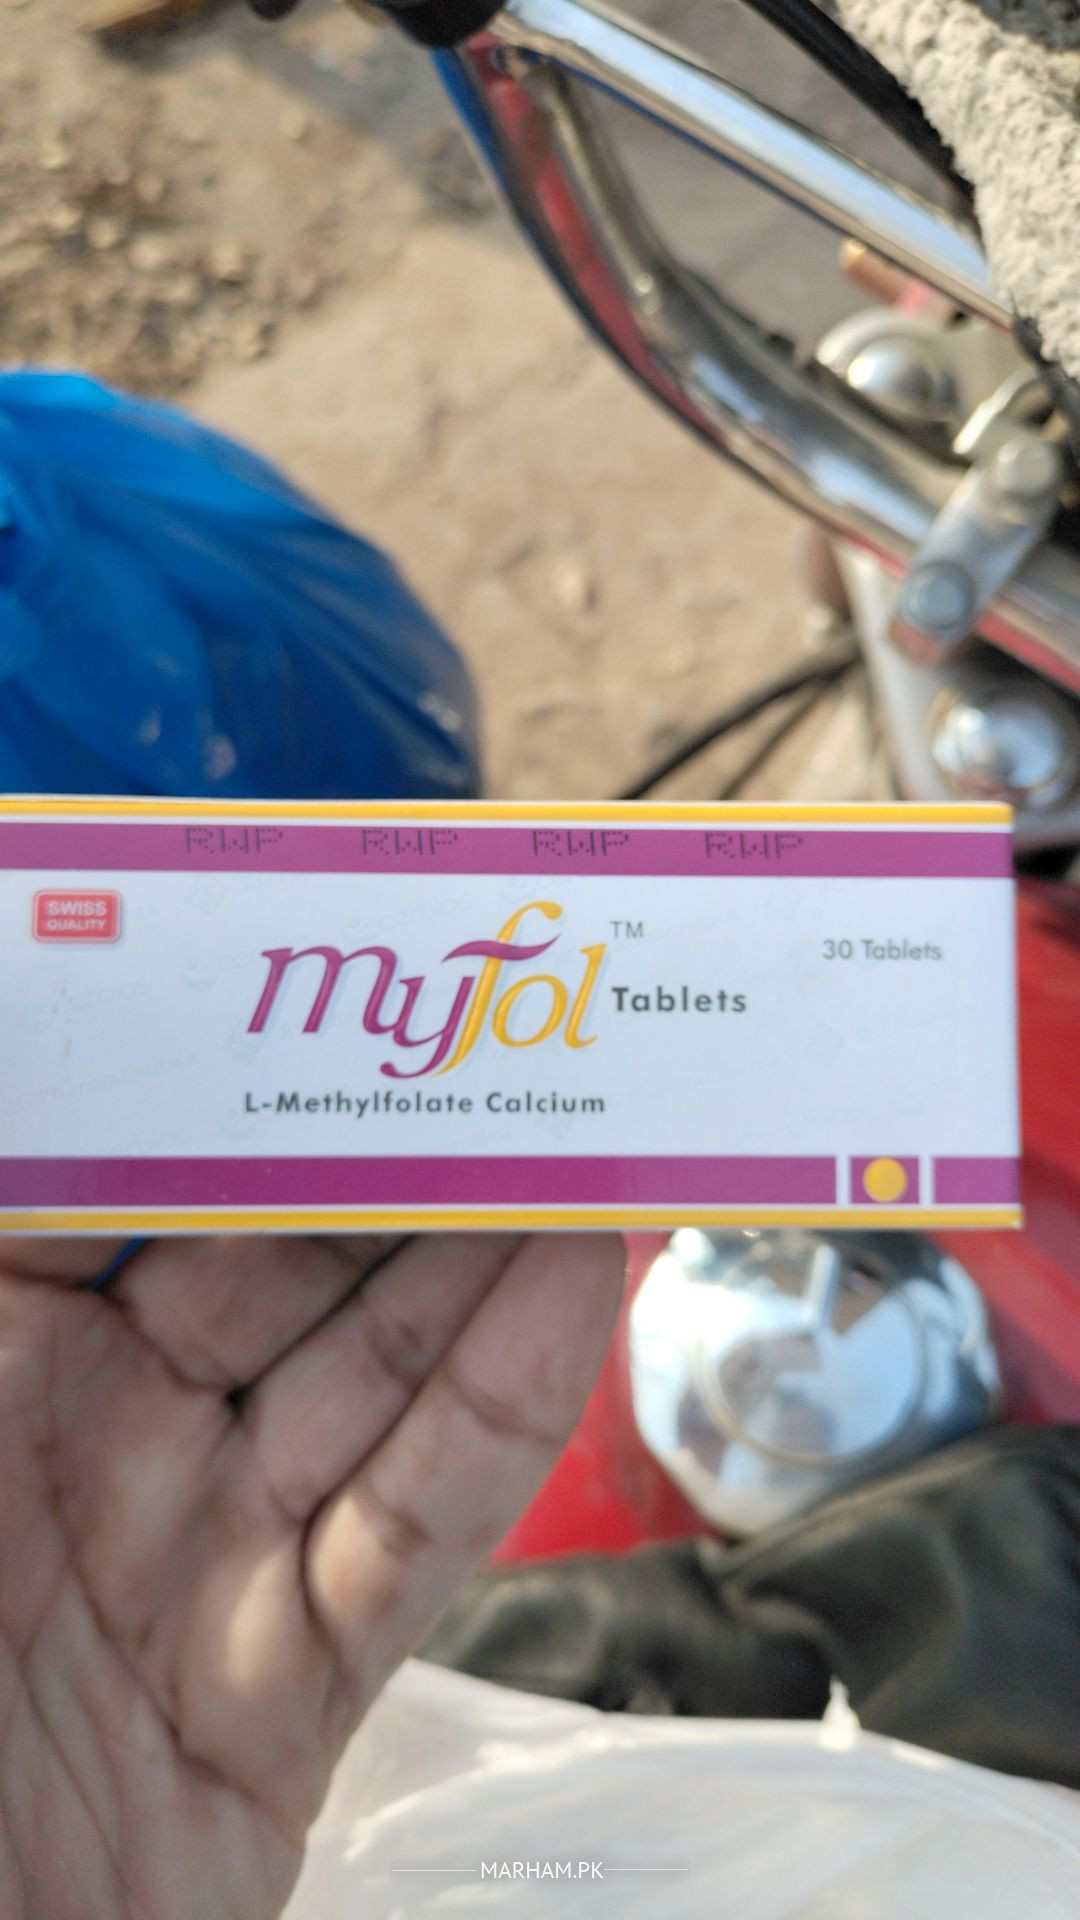 RWP RWP RWP RWP
SWISS
QUALITY
myfol™ Tablets
30 Tablets
L-Methylfolate Calcium
MARHAM.PK